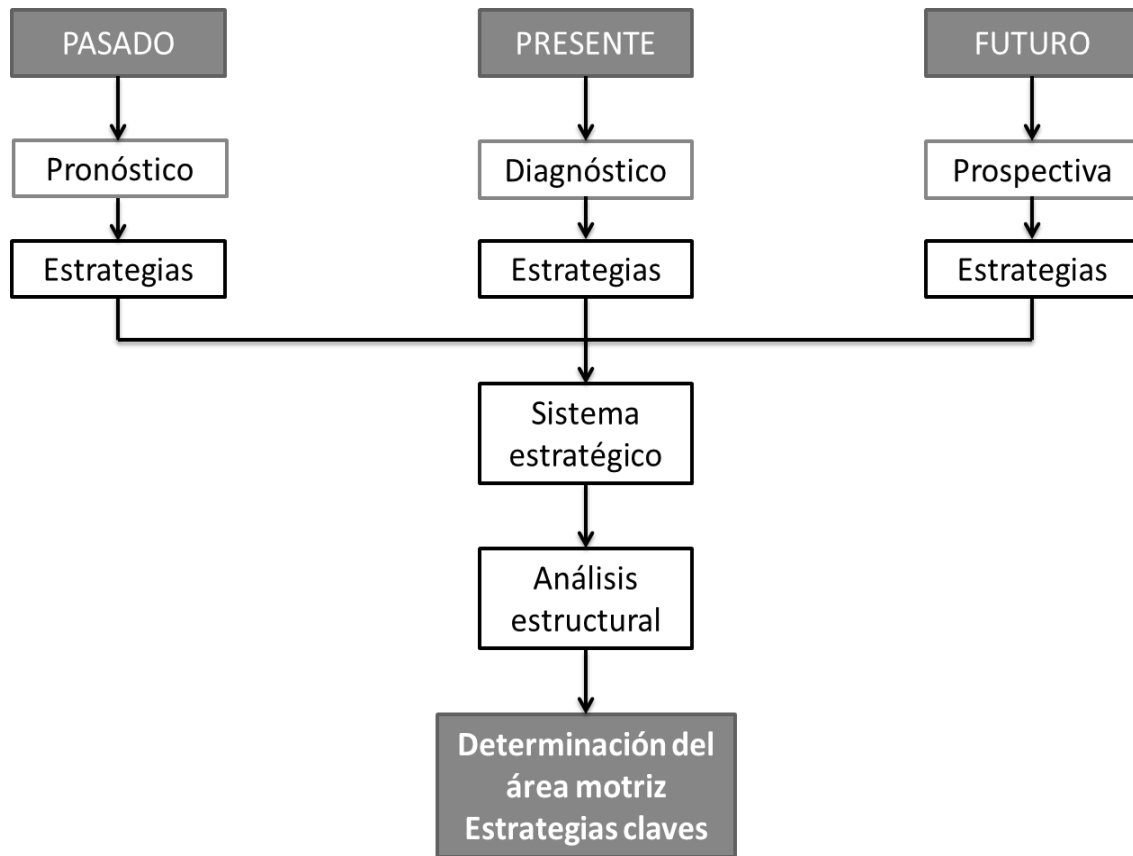 PASADO
PRESENTE
FUTURO
Pronóstico
Diagnóstico
Prospectiva
Estrategias
Estrategias
Estrategias
Sistema
estratégico
Análisis
estructural
Determinación del
área motriz
Estrategias claves